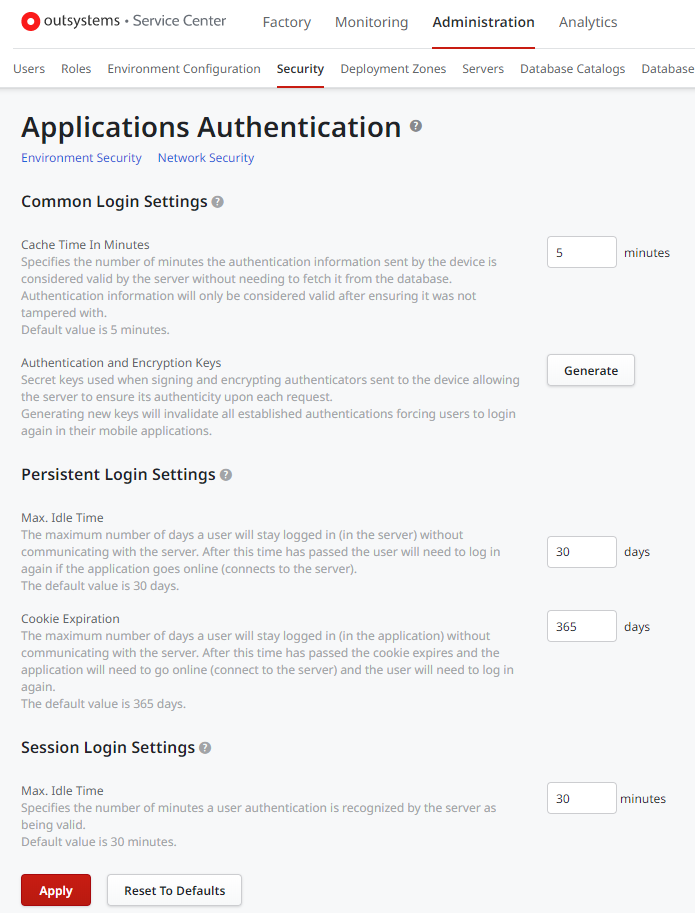 outsystems • Service Center Factory Monitoring Administration Analytics
Users Roles Environment Configuration Security Deployment Zones Servers Database Catalogs Database
Applications Authentication ?
Environment Security Network Security
Common Login Settings ?
Cache Time In Minutes
Specifies the number of minutes the authentication information sent by the device is
considered valid by the server without needing to fetch it from the database.
Authentication information will only be considered valid after ensuring it was not
tampered with.
Default value is 5 minutes.
5 minutes
Authentication and Encryption Keys
Secret keys used when signing and encrypting authenticators sent to the device allowing
the server to ensure its authenticity upon each request.
Generating new keys will invalidate all established authentications forcing users to login
again in their mobile applications.
Generate
Persistent Login Settings ?
Max. Idle Time
The maximum number of days a user will stay logged in (in the server) without
communicating with the server. After this time has passed the user will need to log in
again if the application goes online (connects to the server).
The default value is 30 days.
30 days
Cookie Expiration
The maximum number of days a user will stay logged in (in the application) without
communicating with the server. After this time has passed the cookie expires and the
application will need to go online (connect to the server) and the user will need to log in
again.
The default value is 365 days.
365 days
Session Login Settings ?
Max. Idle Time
Specifies the number of minutes a user authentication is recognized by the server as
being valid.
Default value is 30 minutes.
30 minutes
Apply Reset To Defaults